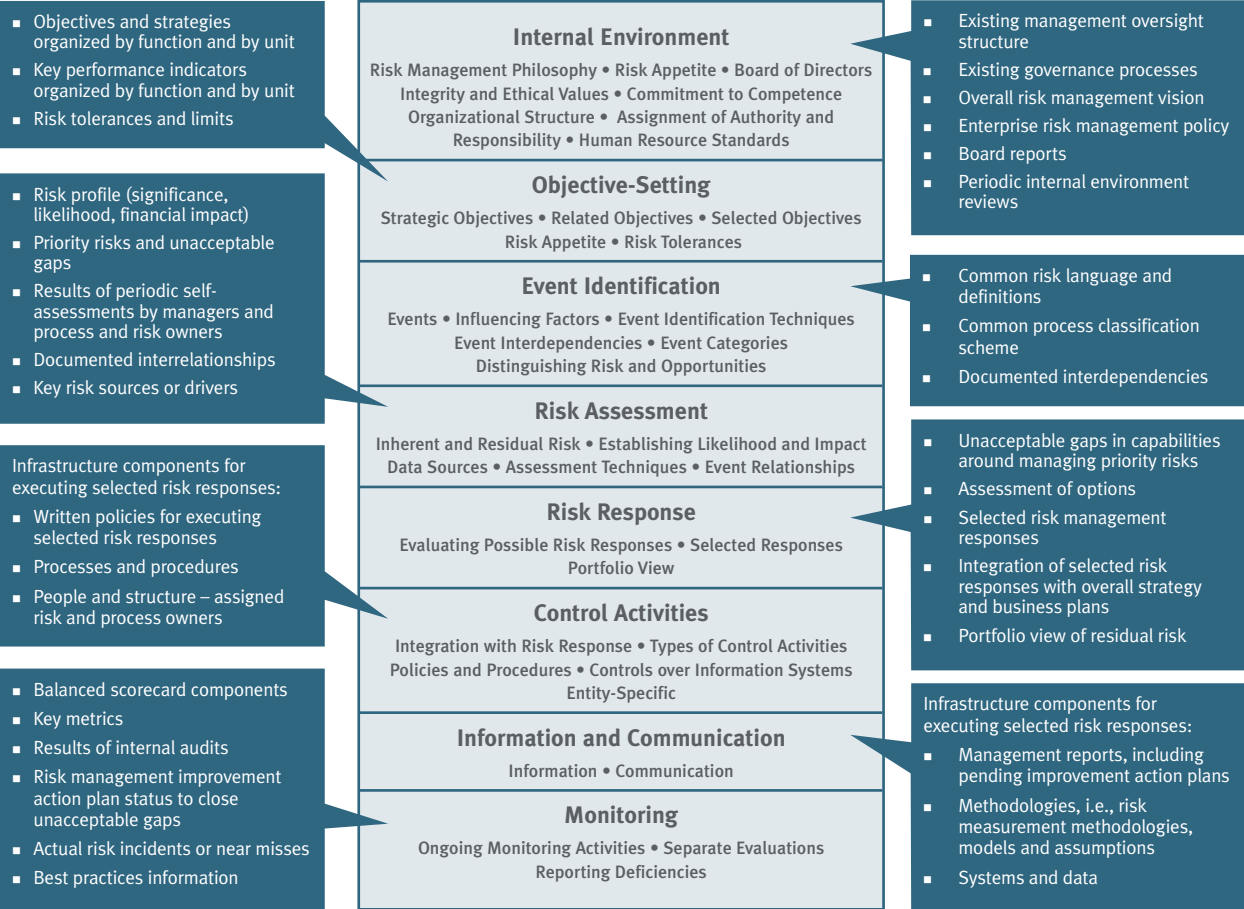 ■ Objectives and strategies
organized by function and by unit
■ Key performance indicators
organized by function and by unit
■ Risk tolerances and limits
■ Risk profile (significance,
likelihood, financial impact)
■ Priority risks and unacceptable
gaps
■ Results of periodic self-
assessments by managers and
process and risk owners
■ Documented interrelationships
■ Key risk sources or drivers
Infrastructure components for
executing selected risk responses:
■ Written policies for executing
selected risk responses
■ Processes and procedures
■ People and structure – assigned
risk and process owners
■ Balanced scorecard components
■ Key metrics
■ Results of internal audits
■ Risk management improvement
action plan status to close
unacceptable gaps
■ Actual risk incidents or near misses
■ Best practices information
Internal Environment
Risk Management Philosophy • Risk Appetite • Board of Directors
Integrity and Ethical Values • Commitment to Competence
Organizational Structure • Assignment of Authority and
Responsibility • Human Resource Standards
Objective-Setting
Strategic Objectives • Related Objectives • Selected Objectives
Risk Appetite • Risk Tolerances
Event Identification
Events • Influencing Factors • Event Identification Techniques
Event Interdependencies • Event Categories
Distinguishing Risk and Opportunities
Risk Assessment
Inherent and Residual Risk • Establishing Likelihood and Impact
Data Sources • Assessment Techniques • Event Relationships
Risk Response
Evaluating Possible Risk Responses • Selected Responses
Portfolio View
Control Activities
Integration with Risk Response • Types of Control Activities
Policies and Procedures • Controls over Information Systems
Entity-Specific
Information and Communication
Information • Communication
Monitoring
Ongoing Monitoring Activities • Separate Evaluations
Reporting Deficiencies
■ Existing management oversight
structure
■ Existing governance processes
■ Overall risk management vision
■ Enterprise risk management policy
■ Board reports
■ Periodic internal environment
reviews
■ Common risk language and
definitions
■ Common process classification
scheme
■ Documented interdependencies
■ Unacceptable gaps in capabilities
around managing priority risks
■ Assessment of options
■ Selected risk management
responses
■ Integration of selected risk
responses with overall strategy
and business plans
■ Portfolio view of residual risk
Infrastructure components for
executing selected risk responses:
■ Management reports, including
pending improvement action plans
■ Methodologies, i.e., risk
measurement methodologies,
models and assumptions
■ Systems and data